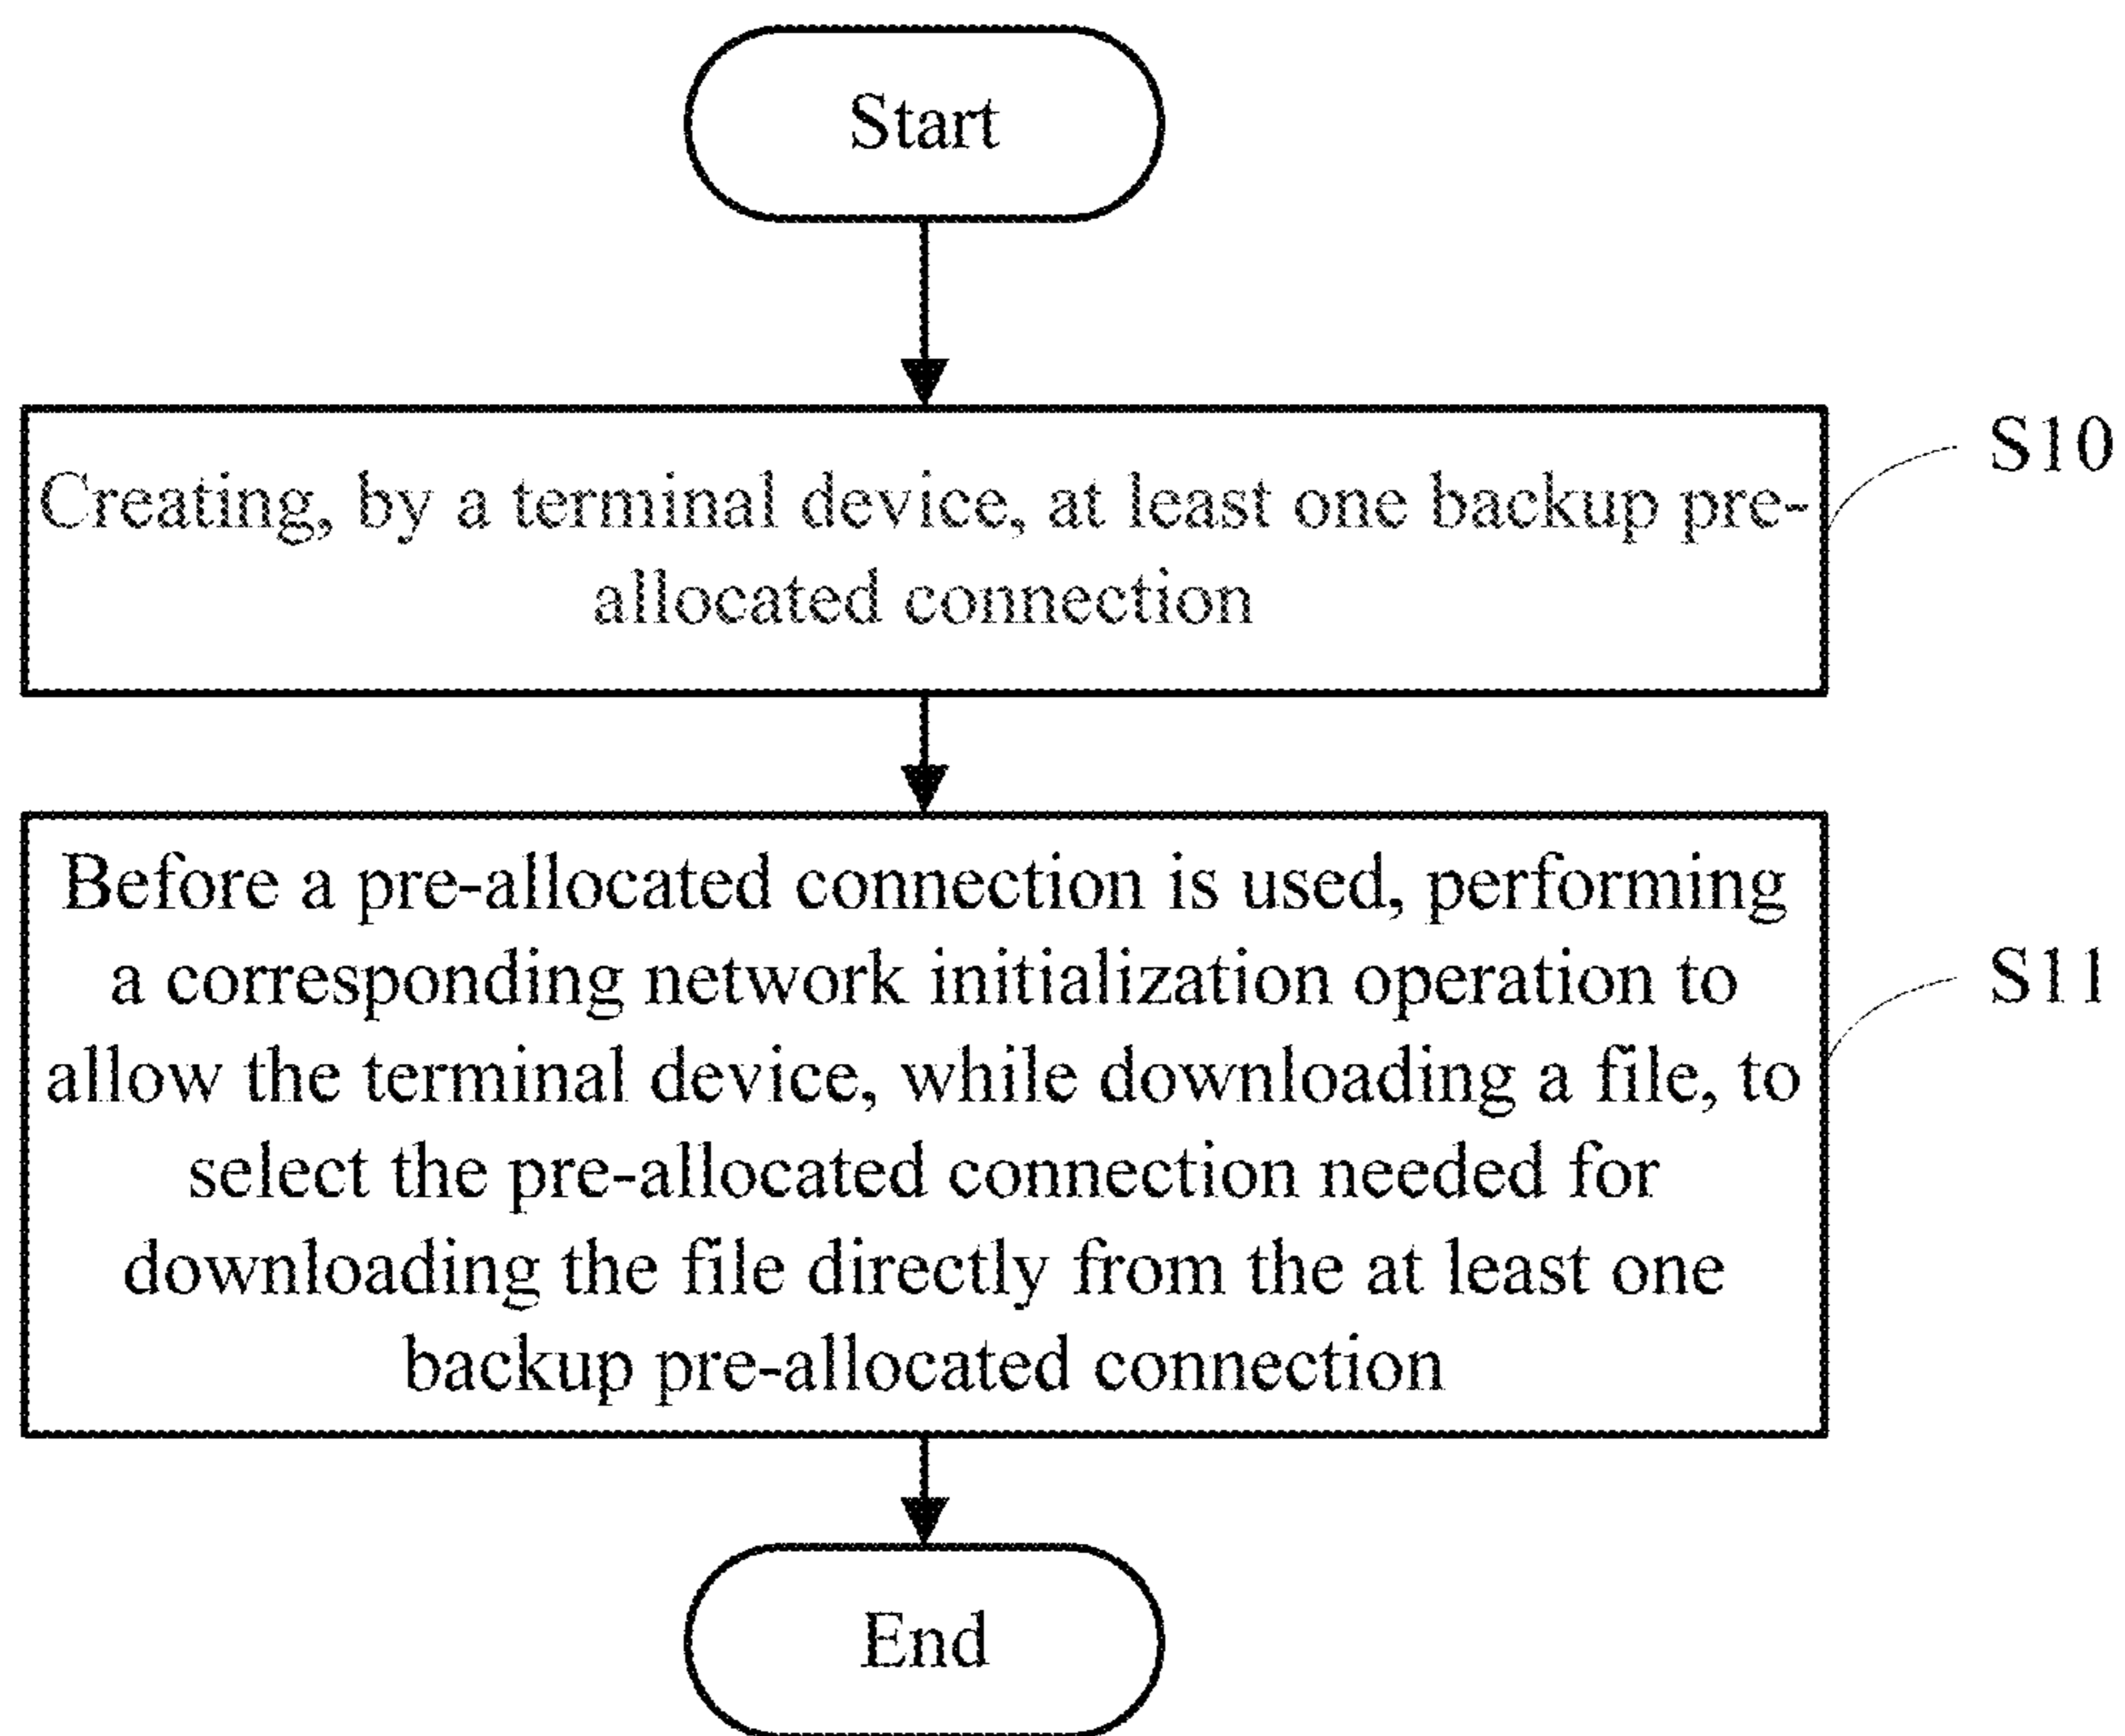 Start
Creating, by a terminal device, at least one backup pre-
allocated connection
S10
Before a pre-allocated connection is used, performing
a corresponding network initialization operation to
allow the terminal device, while downloading a file, to
select the pre-allocated connection needed for
downloading the file directly from the at least one
backup pre-allocated connection
S11
End